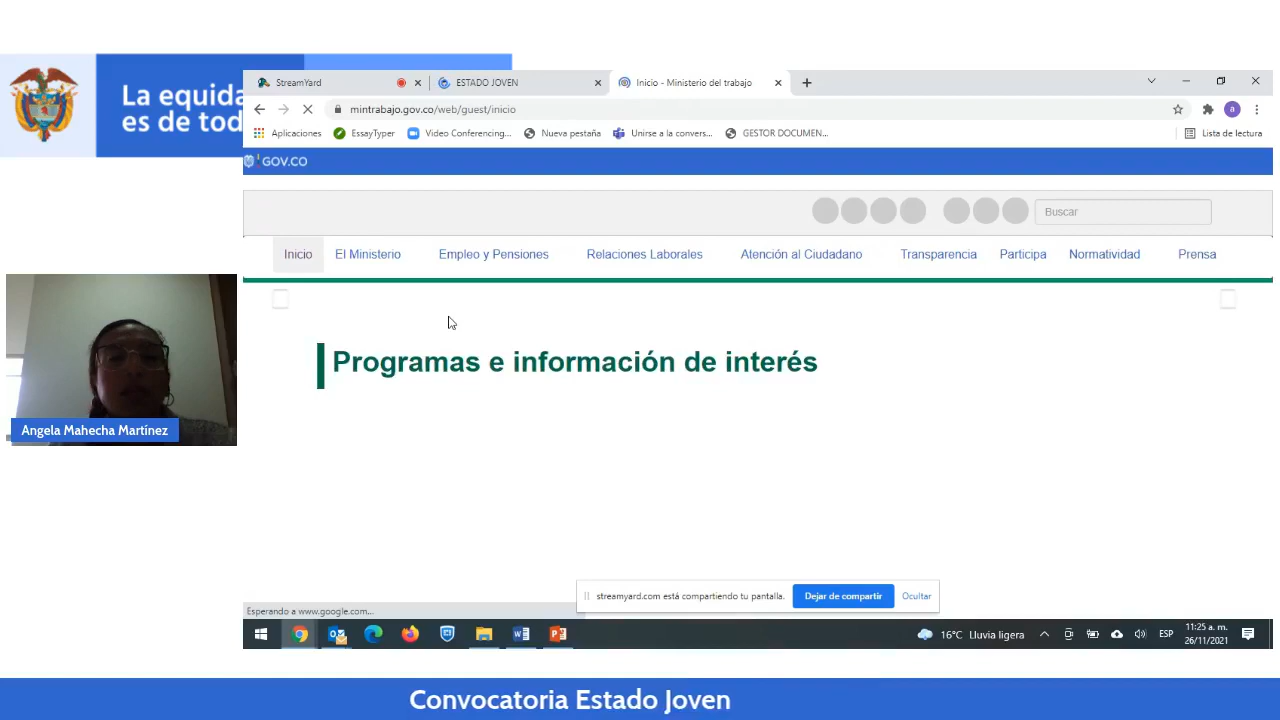 La equida
es de tod
StreamYard
ESTADO JOVEN
Inicio - Ministerio del trabajo
mintrabajo.gov.co/web/guest/inicio
Aplicaciones
EssayTyper
Video Conferencing...
Nueva pestaña
Unirse a la convers...
GESTOR DOCUMEN...
Lista de lectura
GOV.CO
Buscar
Inicio
El Ministerio
Empleo y Pensiones
Relaciones Laborales
Atención al Ciudadano
Transparencia
Participa
Normatividad
Prensa
Programas e información de interés
Angela Mahecha Martínez
streamyard.com está compartiendo tu pantalla.
Dejar de compartir
Ocultar
Esperando a www.google.com...
16°C Lluvia ligera
ESP
11:25 a. m.
26/11/2021
Convocatoria Estado Joven